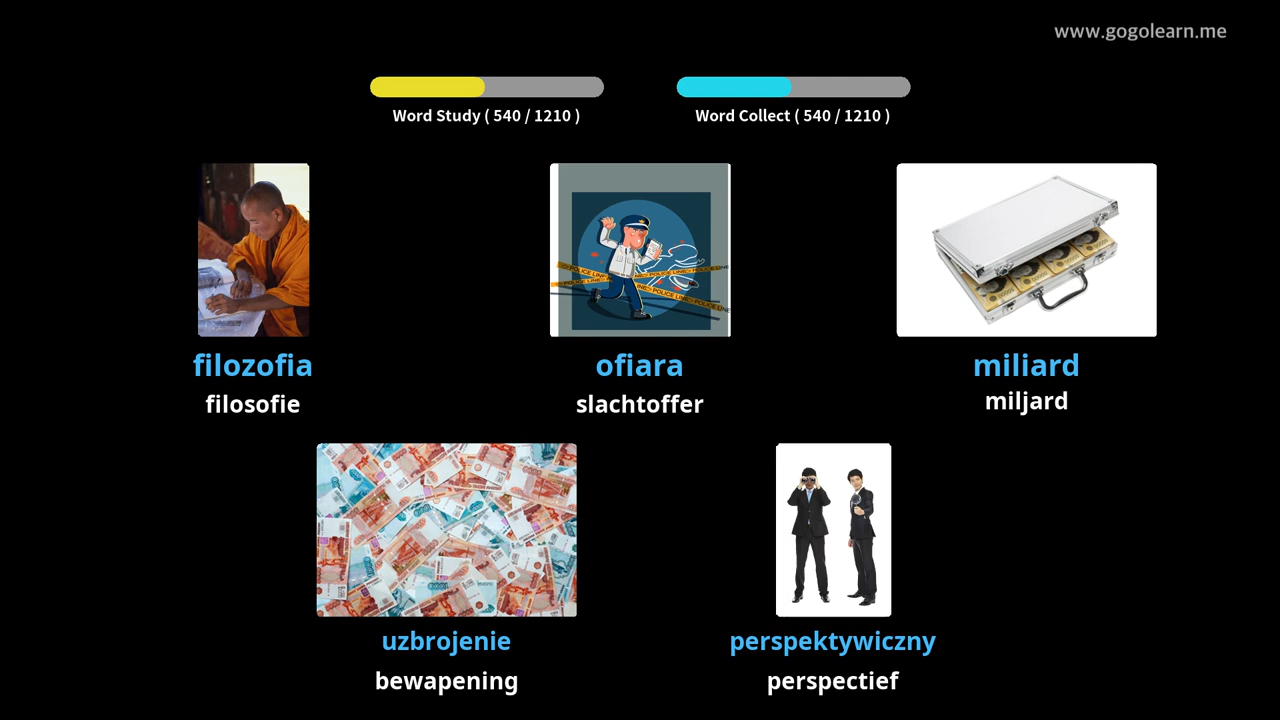 www.gogolearn.me
Word Study ( 540 / 1210 )
Word Collect ( 540 / 1210 )
filozofia
filosofie
ofiara
slachtoffer
miliard
miljard
uzbrojenie
bewapening
perspektywiczny
perspectief